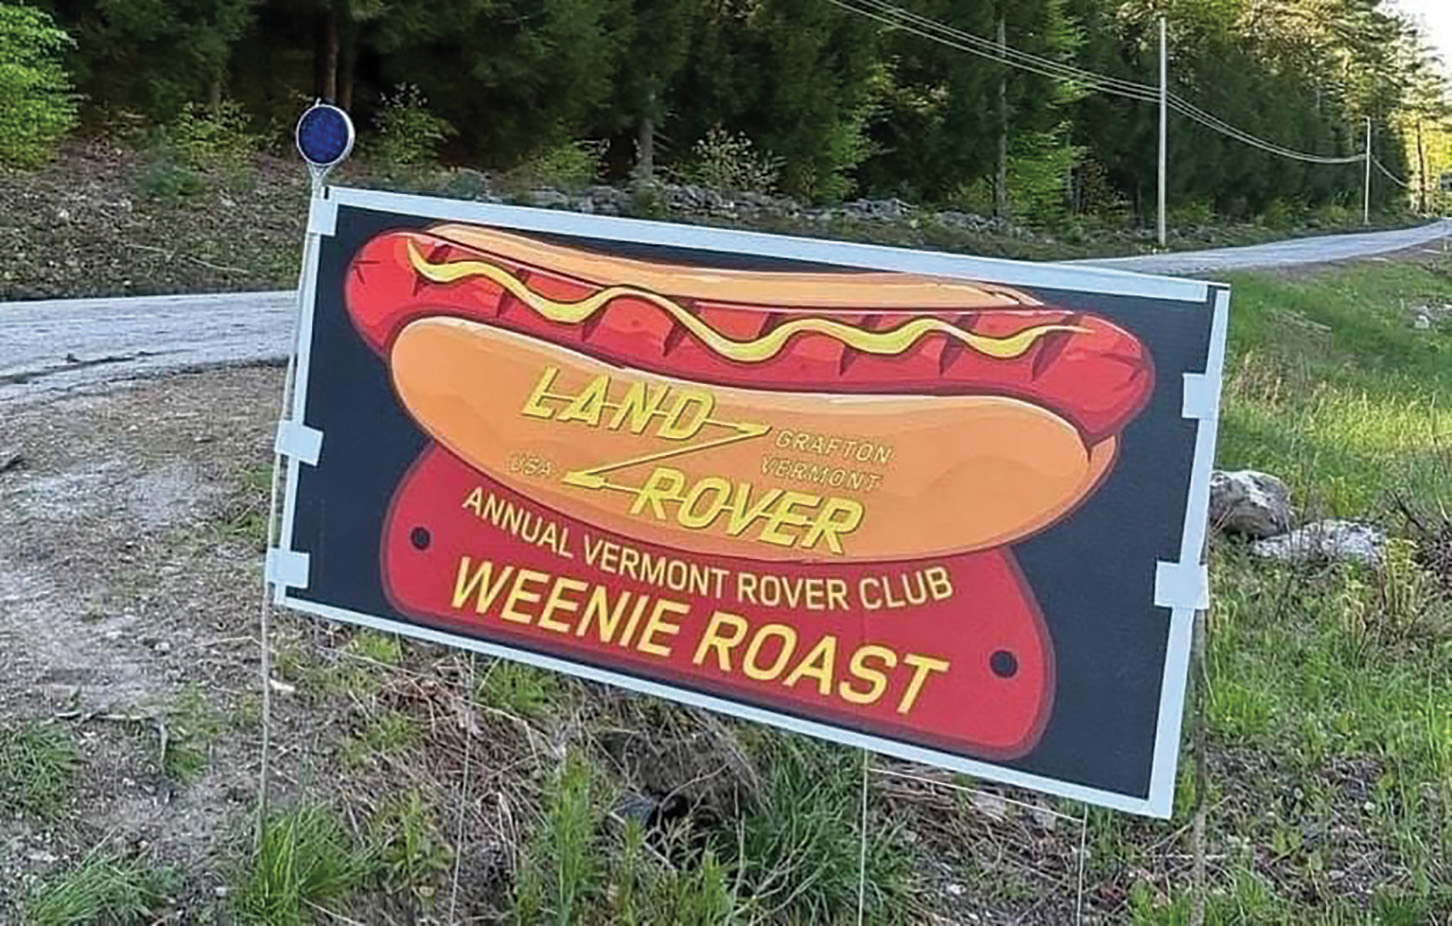 LAND
GRAFTON
VERMONT
USA
ROVER
ANNUAL VERMONT ROVER CLUB
WEENIE ROAST